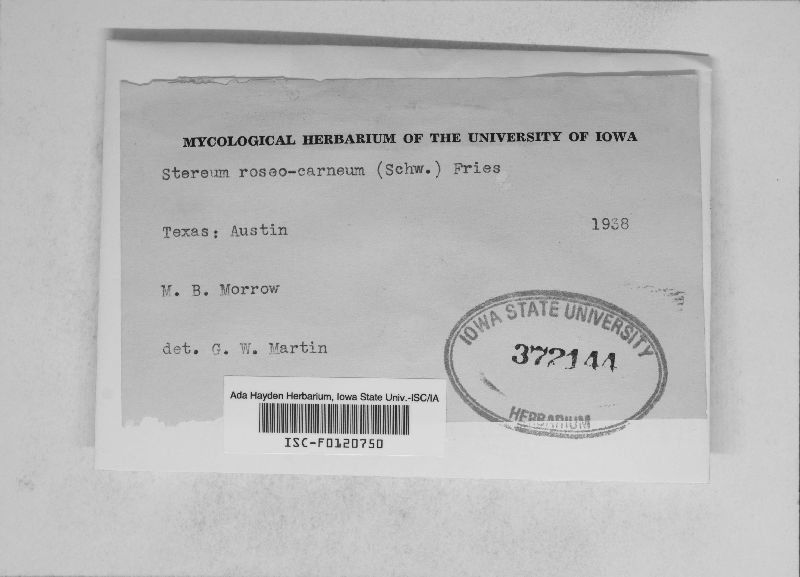 MYCOLOGICAL HERBARIUM OF THE UNIVERSITY OF IOWA
Stereum roseo-carneum (Schw.) Fries
Texas: Austin 1938
M. B. Morrow
det. G. W. Martin
IOWA STATE UNIVERSITY
372144
HERBARIUM
Ada Hayden Herbarium, Iowa State Univ.-ISC/IA
ISC-F0120750